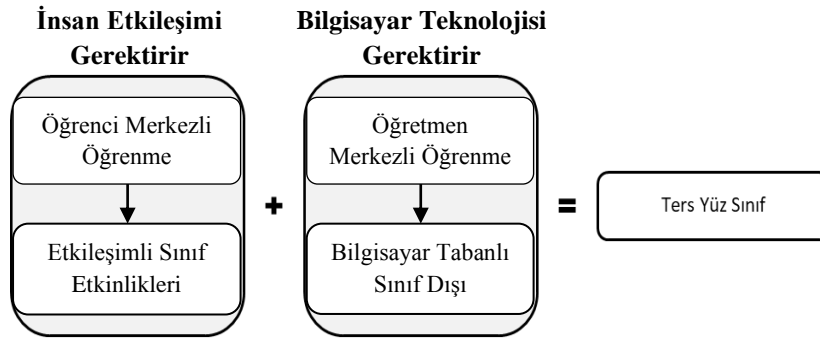 İnsan Etkileşimi
Gerektirir
Öğrenci Merkezli
Öğrenme
Etkileşimli Sınıf
Etkinlikleri
+
Bilgisayar Teknolojisi
Gerektirir
Öğretmen
Merkezli Öğrenme
Bilgisayar Tabanlı
Sınıf Dışı
=
Ters Yüz Sınıf